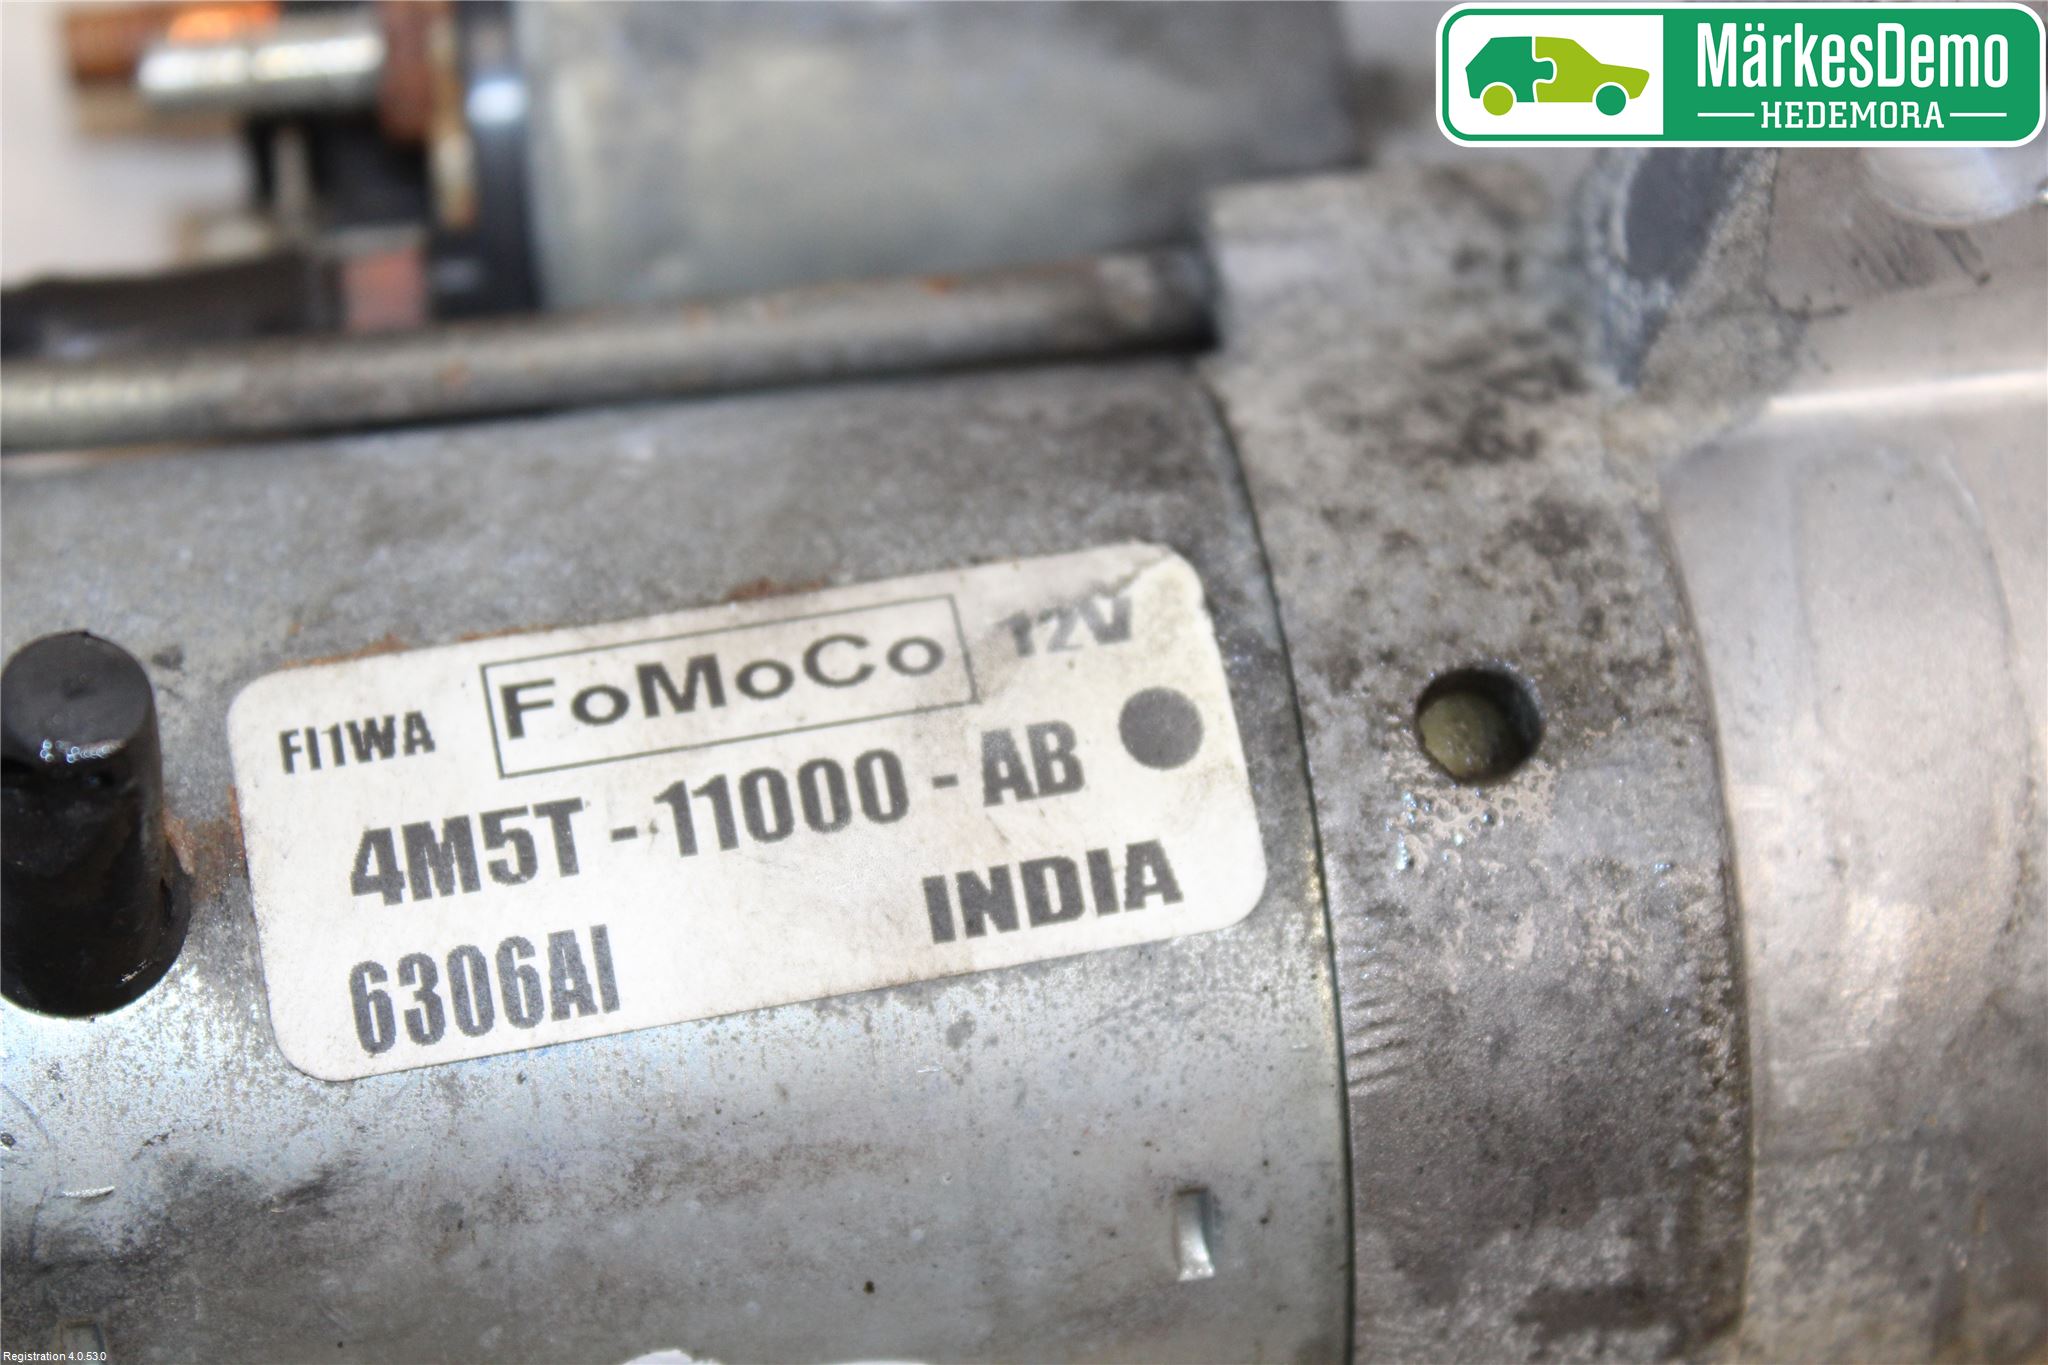 MärkesDemo
HEDEMORA
FI1WA FoMoCo 12V
4M5T - 11000 - AB
INDIA
6306AI
Registration 4.0.53.0